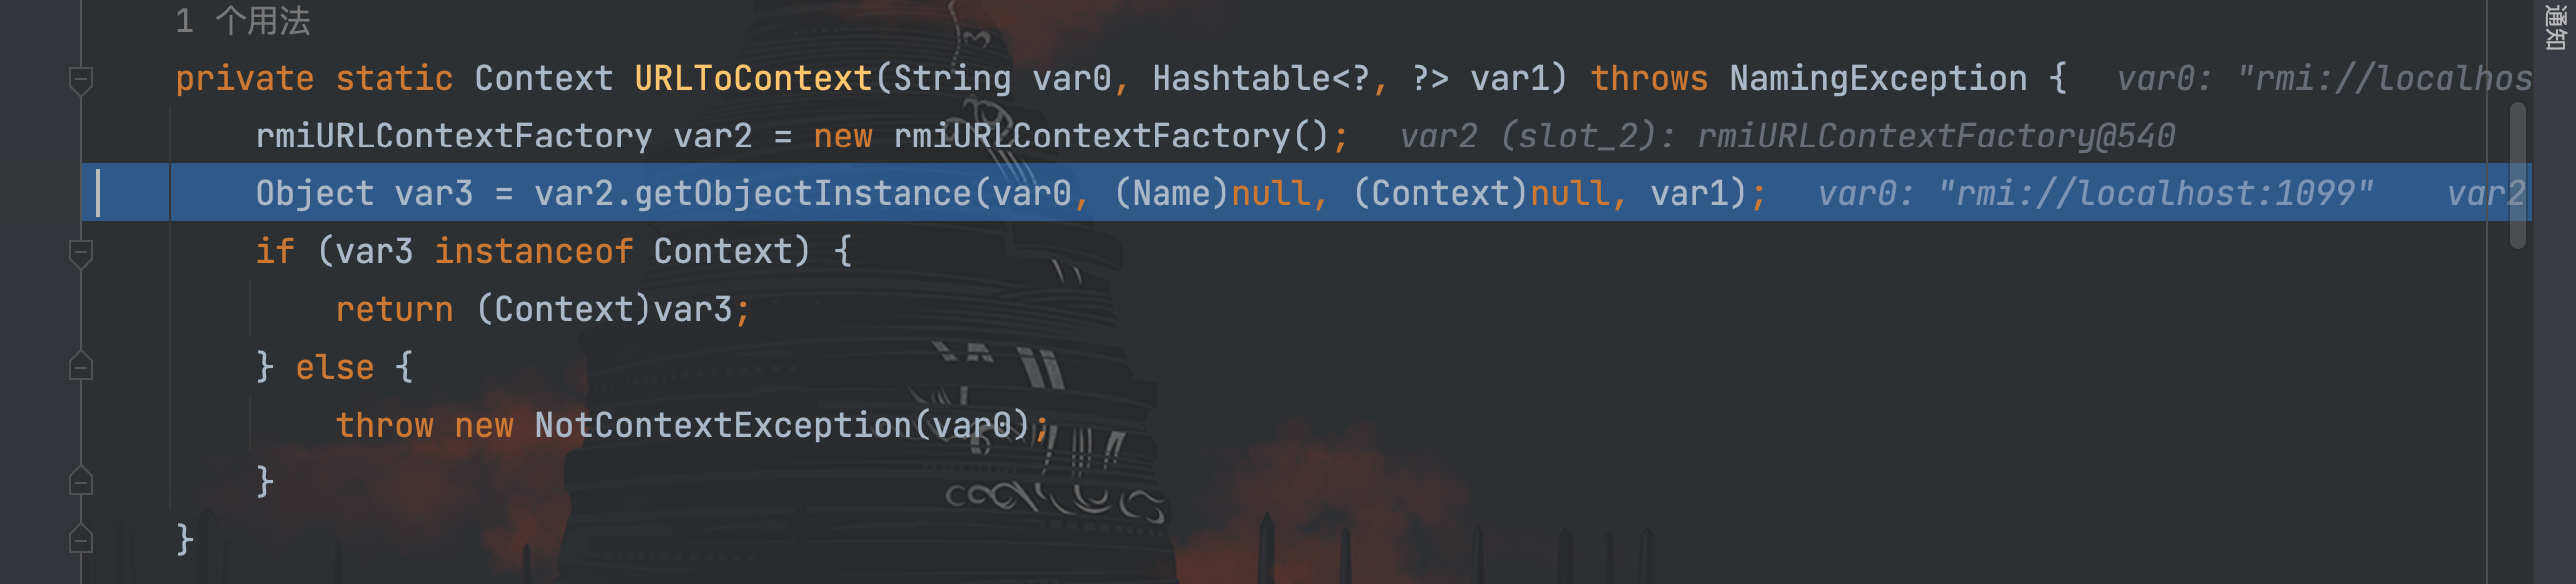 1 个用法
通知
private static Context URLToContext(String var0, Hashtable<?, ?> var1) throws NamingException {   var0: "rmi://localhos
rmiURLContextFactory var2 = new rmiURLContextFactory();   var2 (slot_2): rmiURLContextFactory@540
Object var3 = var2.getObjectInstance(var0, (Name)null, (Context)null, var1);   var0: "rmi://localhost:1099"   var2
if (var3 instanceof Context) {
return (Context)var3;
} else {
throw new NotContextException(var0);
}
}